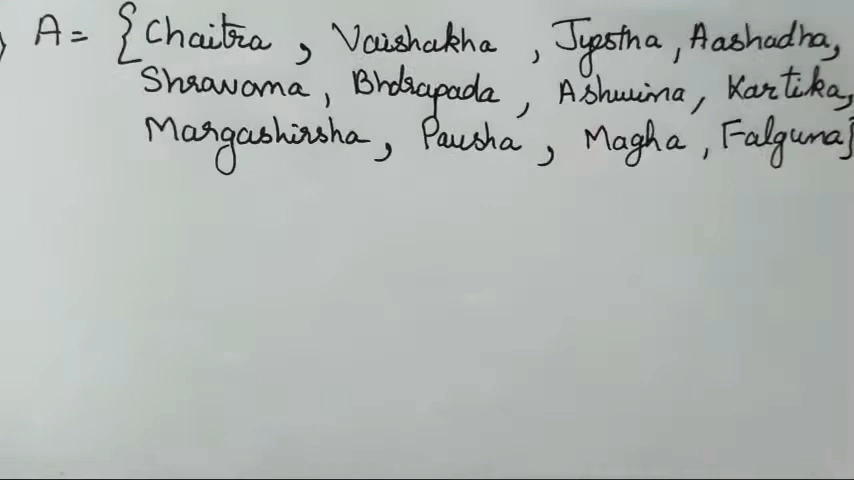 ) A = {Chaitra, Vaishakha, Jyestha, Aashadha,
Shravana, Bhdrapada, Ashwina, Kartika,
Margashirsha, Pausha, Magha, Falguna}